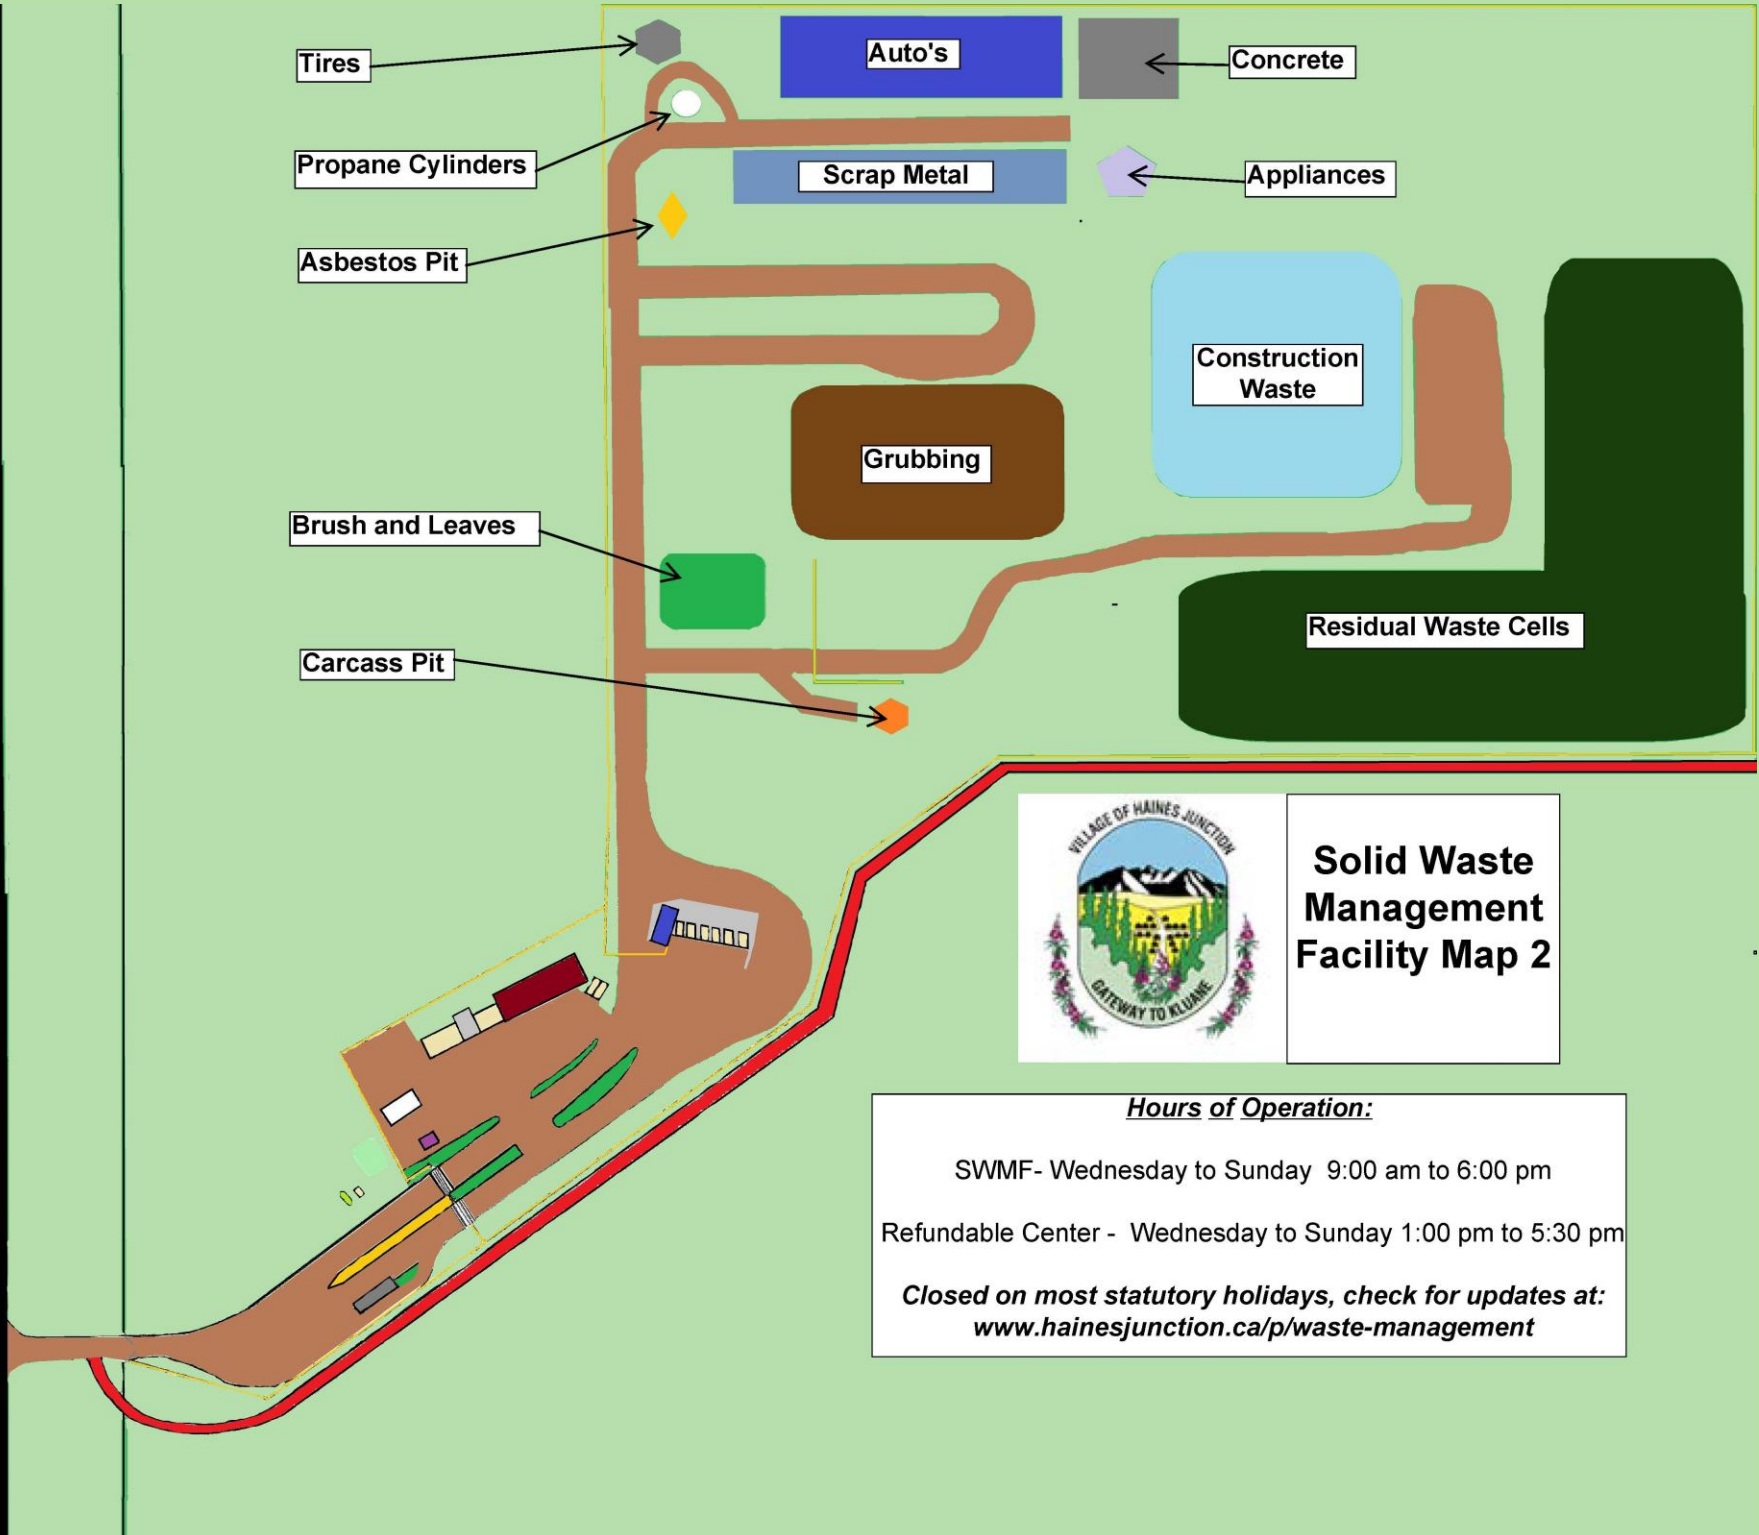 Tires
Auto's
Concrete
Propane Cylinders
Scrap Metal
Appliances
Asbestos Pit
Construction
Waste
Grubbing
Brush and Leaves
Residual Waste Cells
Carcass Pit
VILLAGE OF HAINES JUNCTION
GATEWAY TO KLUANE
Solid Waste
Management
Facility Map 2
Hours of Operation:
SWMF- Wednesday to Sunday 9:00 am to 6:00 pm
Refundable Center - Wednesday to Sunday 1:00 pm to 5:30 pm
Closed on most statutory holidays, check for updates at:
www.hainesjunction.ca/p/waste-management